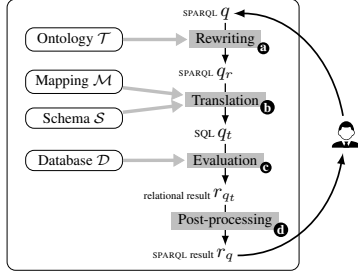 SPARQL q
Ontology 𝒯
Rewriting
a
SPARQL q_r
Mapping ℳ
Translation
b
Schema 𝒮
SQL q_t
Database 𝒟
Evaluation
c
relational result r_{q_t}
Post-processing
d
SPARQL result r_q